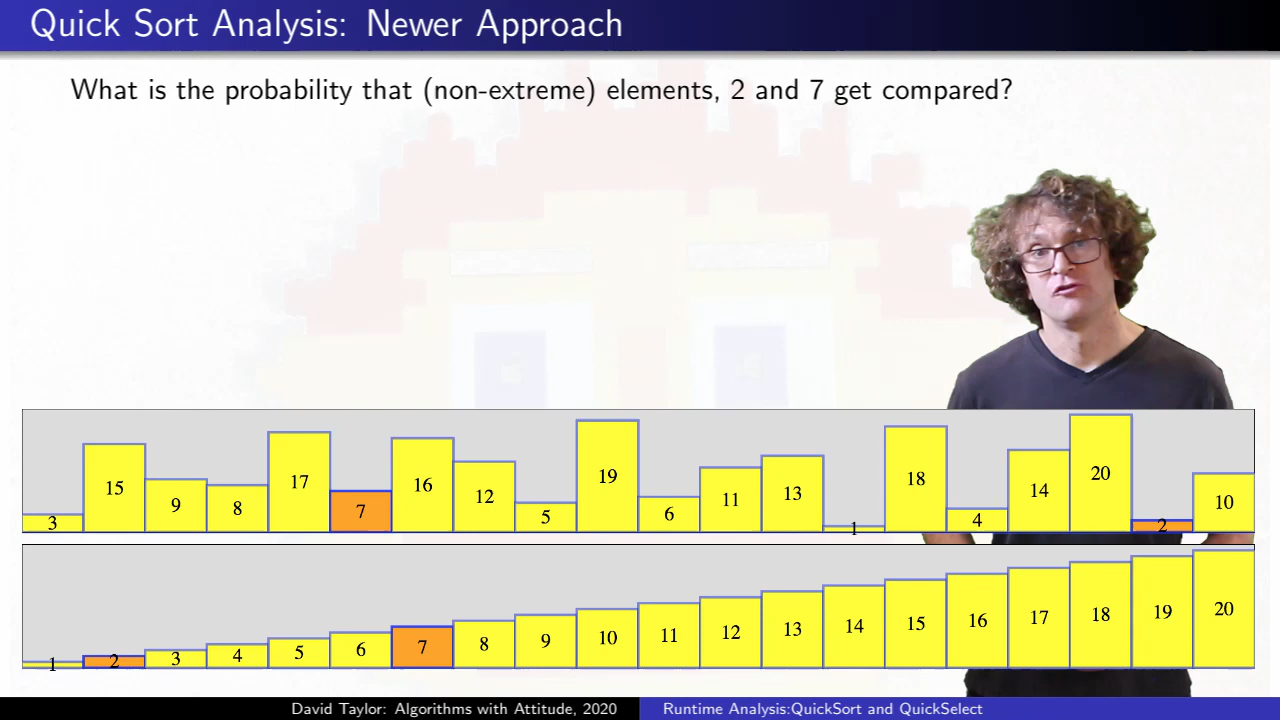 Quick Sort Analysis: Newer Approach
What is the probability that (non-extreme) elements, 2 and 7 get compared?
3 15 9 8 17 7 16 12 5 19 6 11 13 1 18 4 14 20 2 10
1 2 3 4 5 6 7 8 9 10 11 12 13 14 15 16 17 18 19 20
David Taylor: Algorithms with Attitude, 2020 Runtime Analysis:QuickSort and QuickSelect